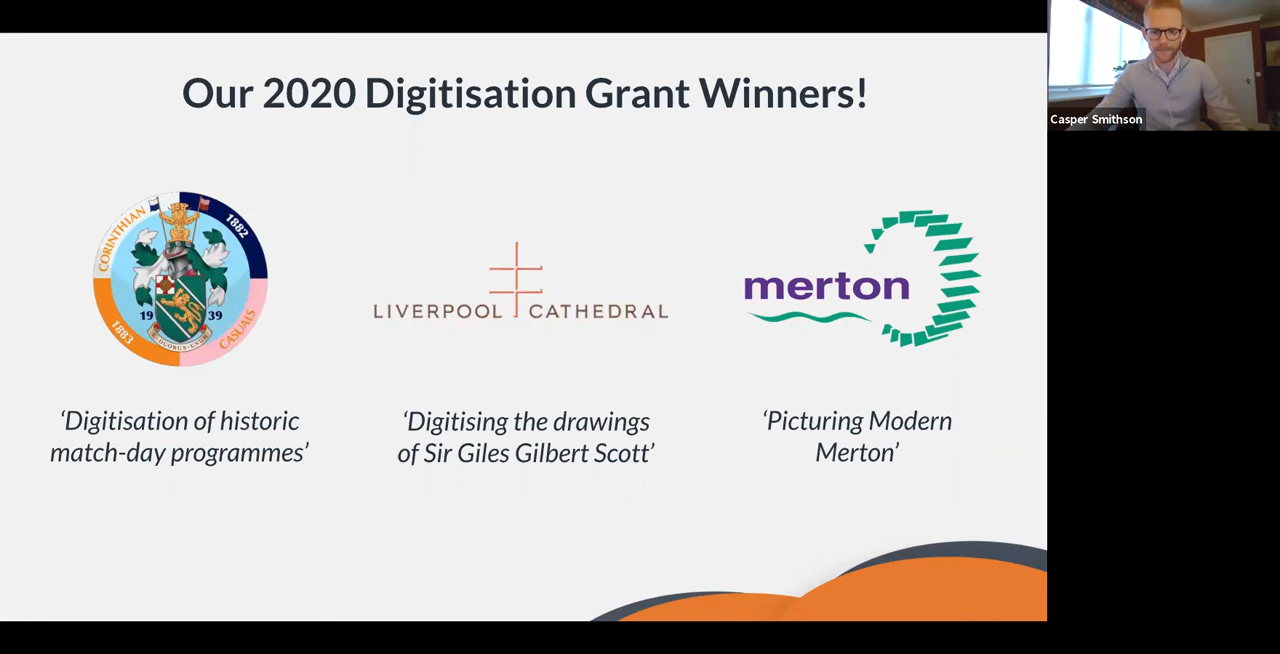 Our 2020 Digitisation Grant Winners!
Casper Smithson
CORINTHIAN
1882
19 39
1883
CASUALS
LIVERPOOL CATHEDRAL
merton
‘Digitisation of historic
match-day programmes’
‘Digitising the drawings
of Sir Giles Gilbert Scott’
‘Picturing Modern
Merton’